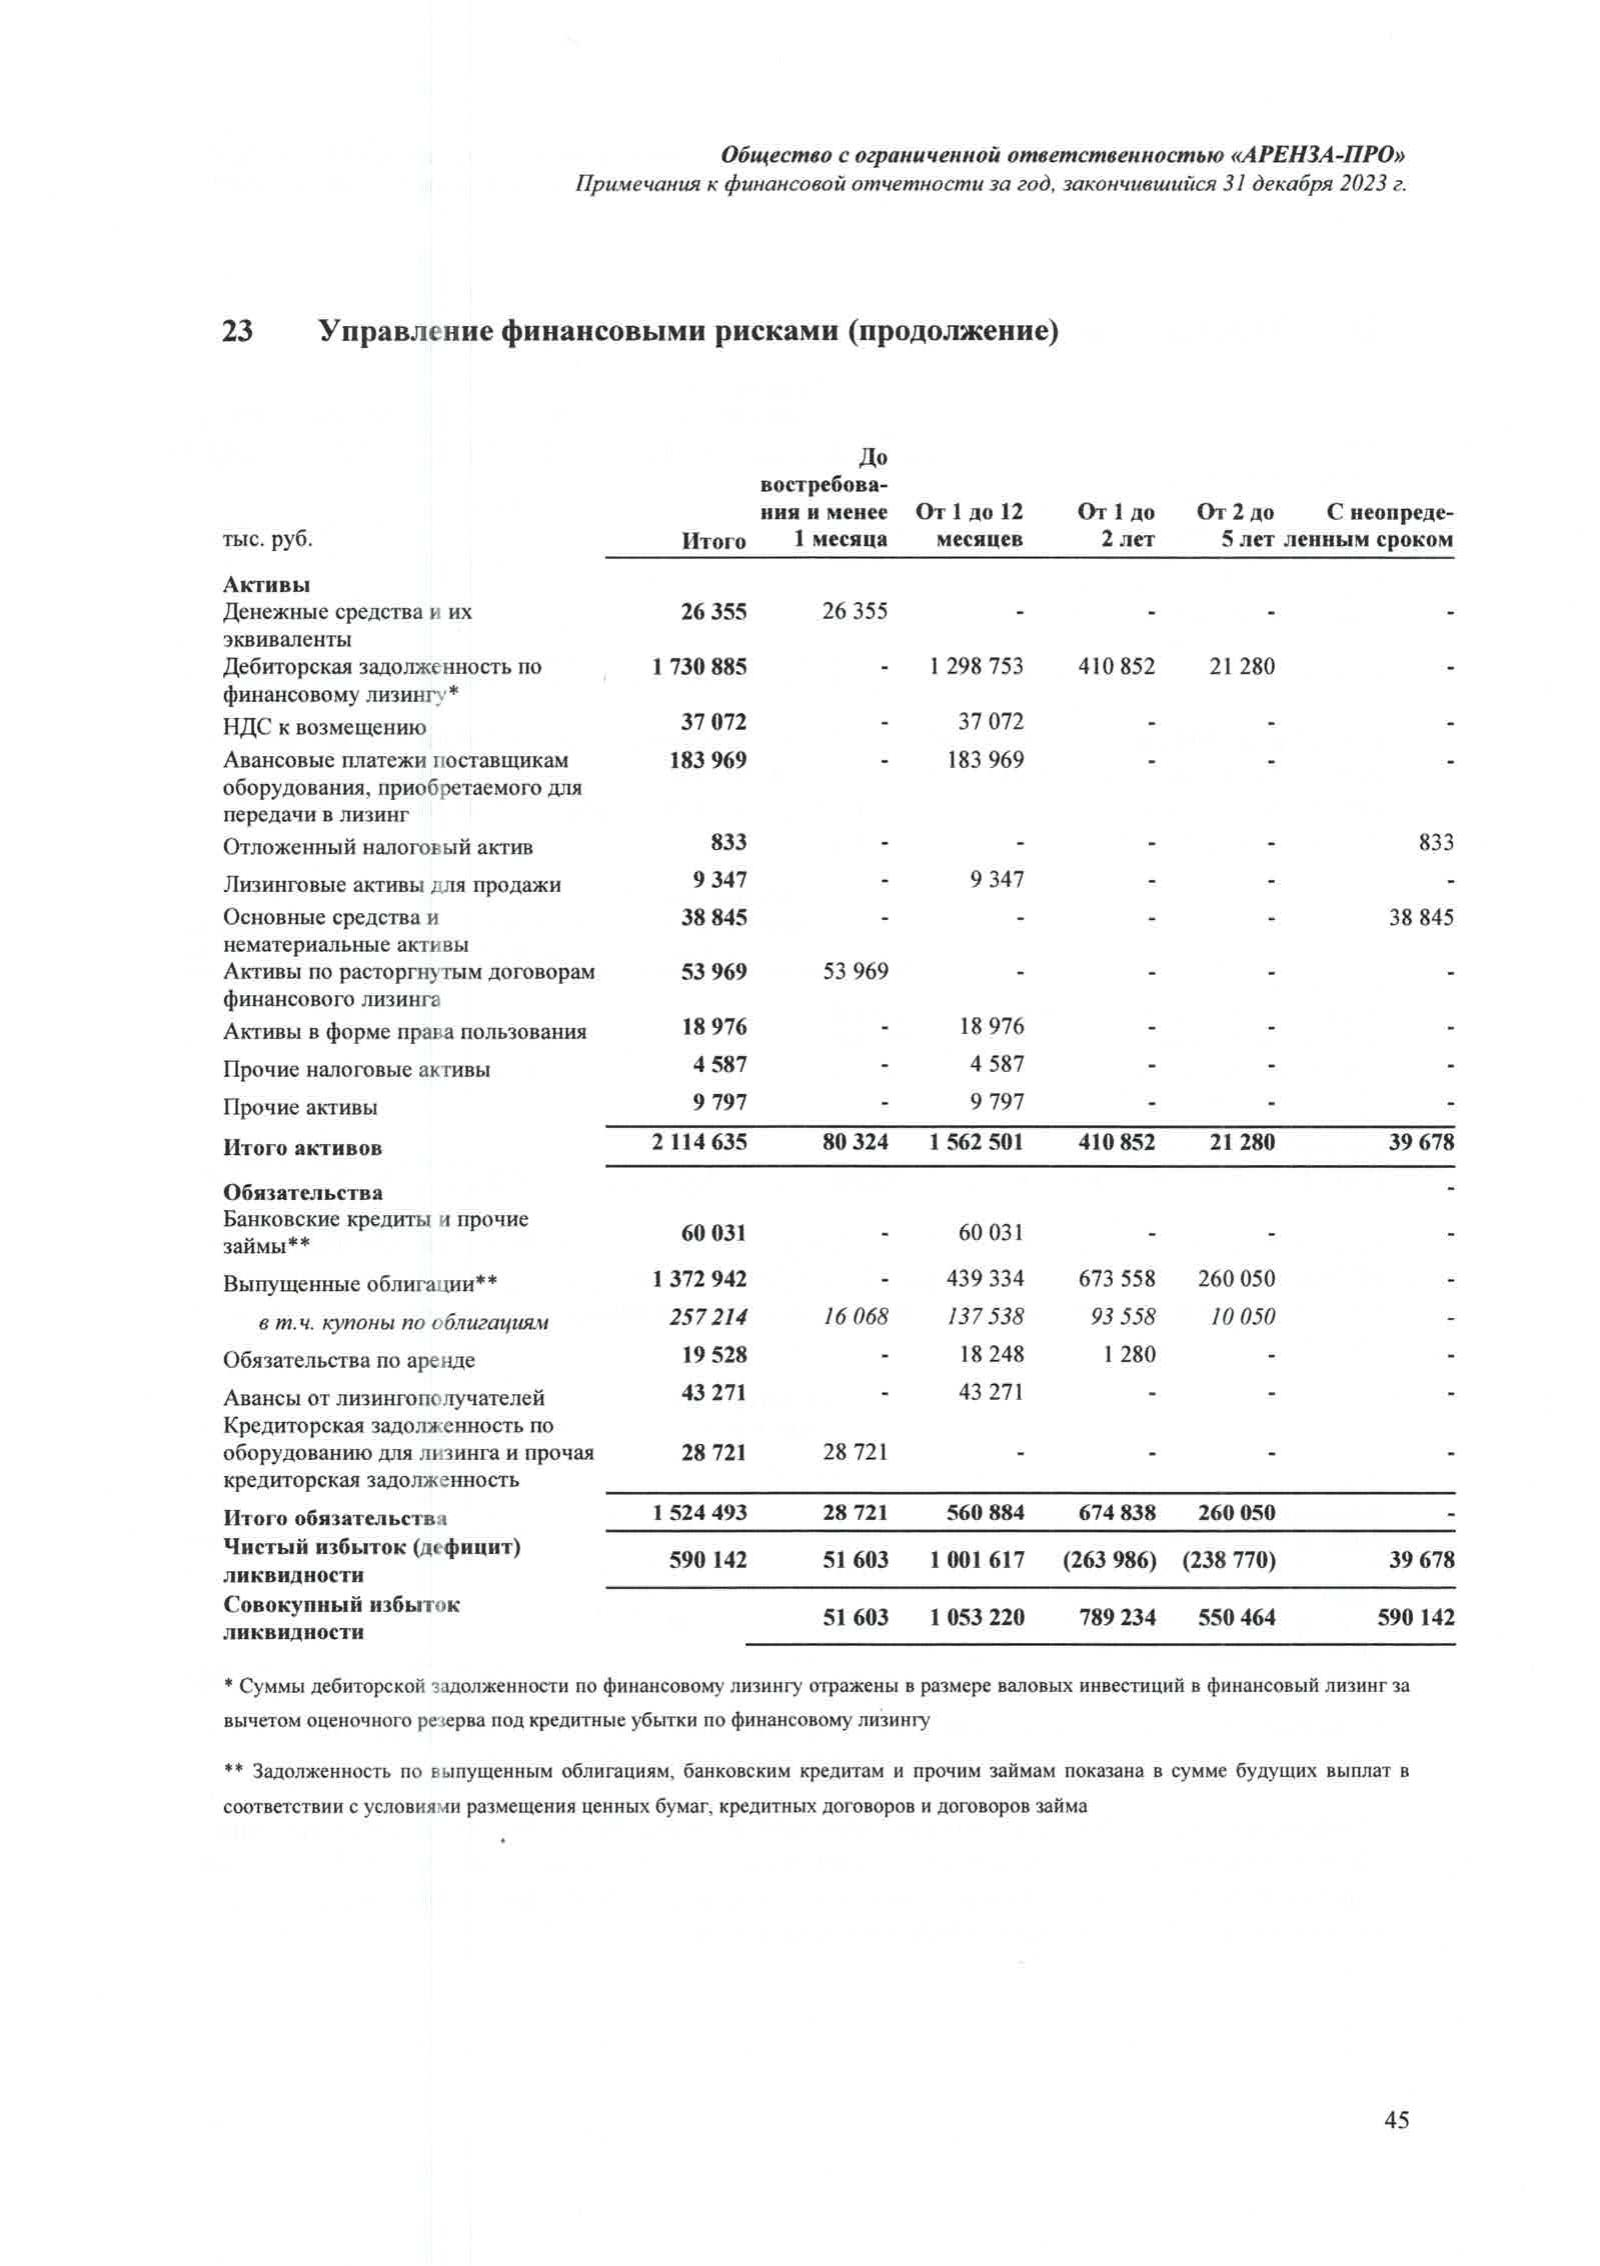 Общество с ограниченной ответственностью «АРЕНЗА-ПРО»
Примечания к финансовой отчетности за год, закончившийся 31 декабря 2023 г.
23 Управление финансовыми рисками (продолжение)
До
востребова-
ния и менее От 1 до 12 От 1 до От 2 до С неопреде-
тыс. руб. Итого 1 месяца месяцев 2 лет 5 лет ленным сроком
Активы
Денежные средства и их 26 355 26 355 - - - -
эквиваленты
Дебиторская задолженность по 1 730 885 - 1 298 753 410 852 21 280 -
финансовому лизингу*
НДС к возмещению 37 072 - 37 072 - - -
Авансовые платежи поставщикам 183 969 - 183 969 - - -
оборудования, приобретаемого для
передачи в лизинг
Отложенный налоговый актив 833 - - - - 833
Лизинговые активы для продажи 9 347 - 9 347 - - -
Основные средства и 38 845 - - - - 38 845
нематериальные активы
Активы по расторгнутым договорам 53 969 53 969 - - - -
финансового лизинга
Активы в форме права пользования 18 976 - 18 976 - - -
Прочие налоговые активы 4 587 - 4 587 - - -
Прочие активы 9 797 - 9 797 - - -
Итого активов 2 114 635 80 324 1 562 501 410 852 21 280 39 678
Обязательства -
Банковские кредиты и прочие
займы** 60 031 - 60 031 - - -
Выпущенные облигации** 1 372 942 - 439 334 673 558 260 050 -
в т.ч. купоны по облигациям 257 214 16 068 137 538 93 558 10 050 -
Обязательства по аренде 19 528 - 18 248 1 280 - -
Авансы от лизингополучателей 43 271 - 43 271 - - -
Кредиторская задолженность по
оборудованию для лизинга и прочая 28 721 28 721 - - - -
кредиторская задолженность
Итого обязательства 1 524 493 28 721 560 884 674 838 260 050 -
Чистый избыток (дефицит)
ликвидности 590 142 51 603 1 001 617 (263 986) (238 770) 39 678
Совокупный избыток
ликвидности 51 603 1 053 220 789 234 550 464 590 142
* Суммы дебиторской задолженности по финансовому лизингу отражены в размере валовых инвестиций в финансовый лизинг за
вычетом оценочного резерва под кредитные убытки по финансовому лизингу
** Задолженность по выпущенным облигациям, банковским кредитам и прочим займам показана в сумме будущих выплат в
соответствии с условиями размещения ценных бумаг, кредитных договоров и договоров займа
45